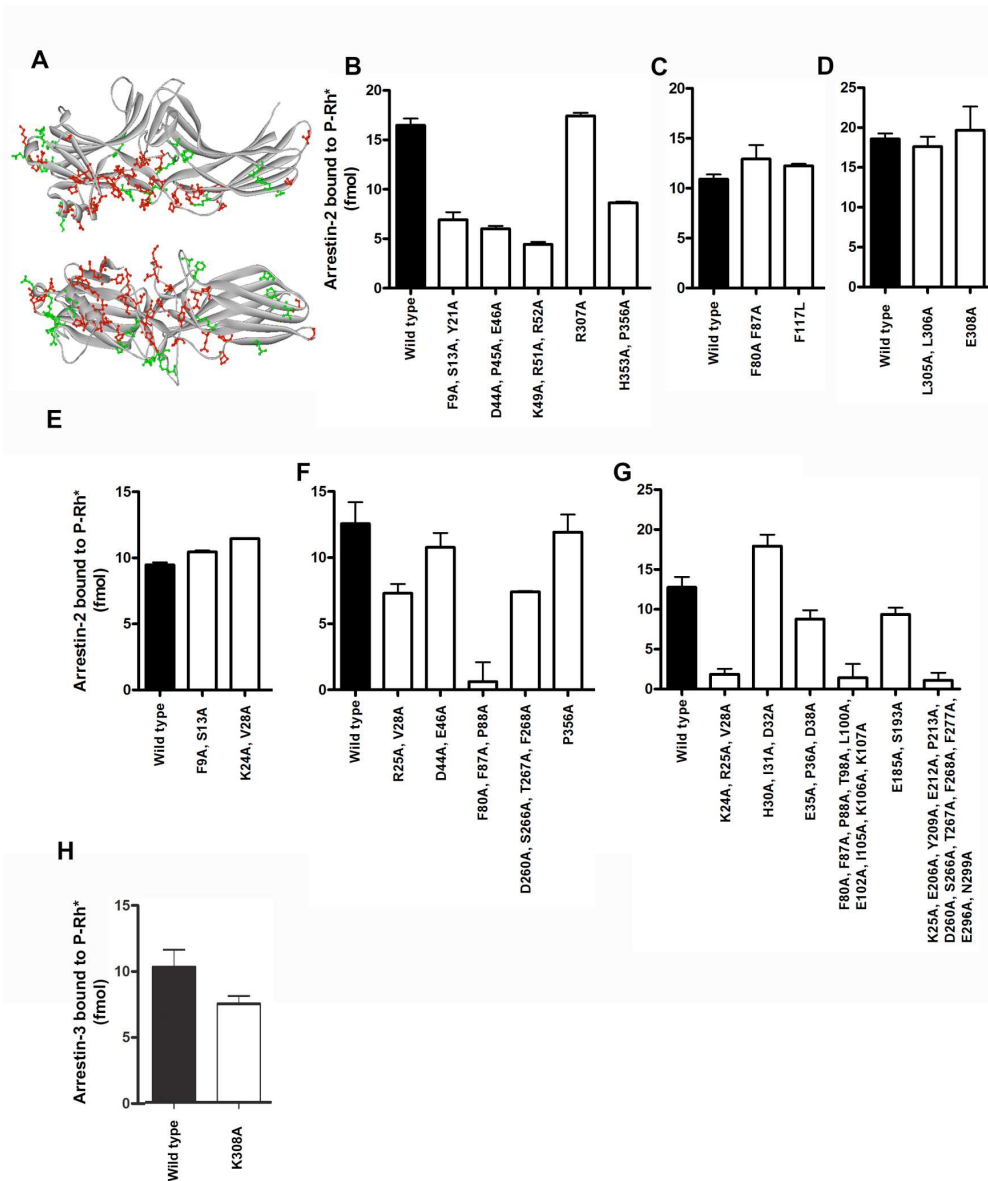 A
B
C
D
Arrestin-2 bound to P-Rh*
(fmol)
20
15
10
5
0
Wild type
F9A, S13A, Y21A
D44A, P45A, E46A
K49A, R51A, R52A
R307A
H353A, P356A
20
15
10
5
0
Wild type
F80A F87A
F117L
25
20
15
10
5
0
Wild type
L305A, L306A
E308A
E
F
G
Arrestin-2 bound to P-Rh*
(fmol)
15
10
5
0
Wild type
F9A, S13A
K24A, V28A
15
10
5
0
Wild type
R25A, V28A
D44A, E46A
F80A, F87A, P88A
D260A, S266A, T267A, F268A
P356A
25
20
15
10
5
0
Wild type
K24A, R25A, V28A
H30A, I31A, D32A
E35A, P36A, D38A
F80A, F87A, P88A, T98A, L100A,
E102A, I105A, K106A, K107A
E185A, S193A
K25A, E206A, Y209A, E212A, P213A,
D260A, S266A, T267A, F268A, F277A,
E296A, N299A
H
Arrestin-3 bound to P-Rh*
(fmol)
15
10
5
0
Wild type
K308A